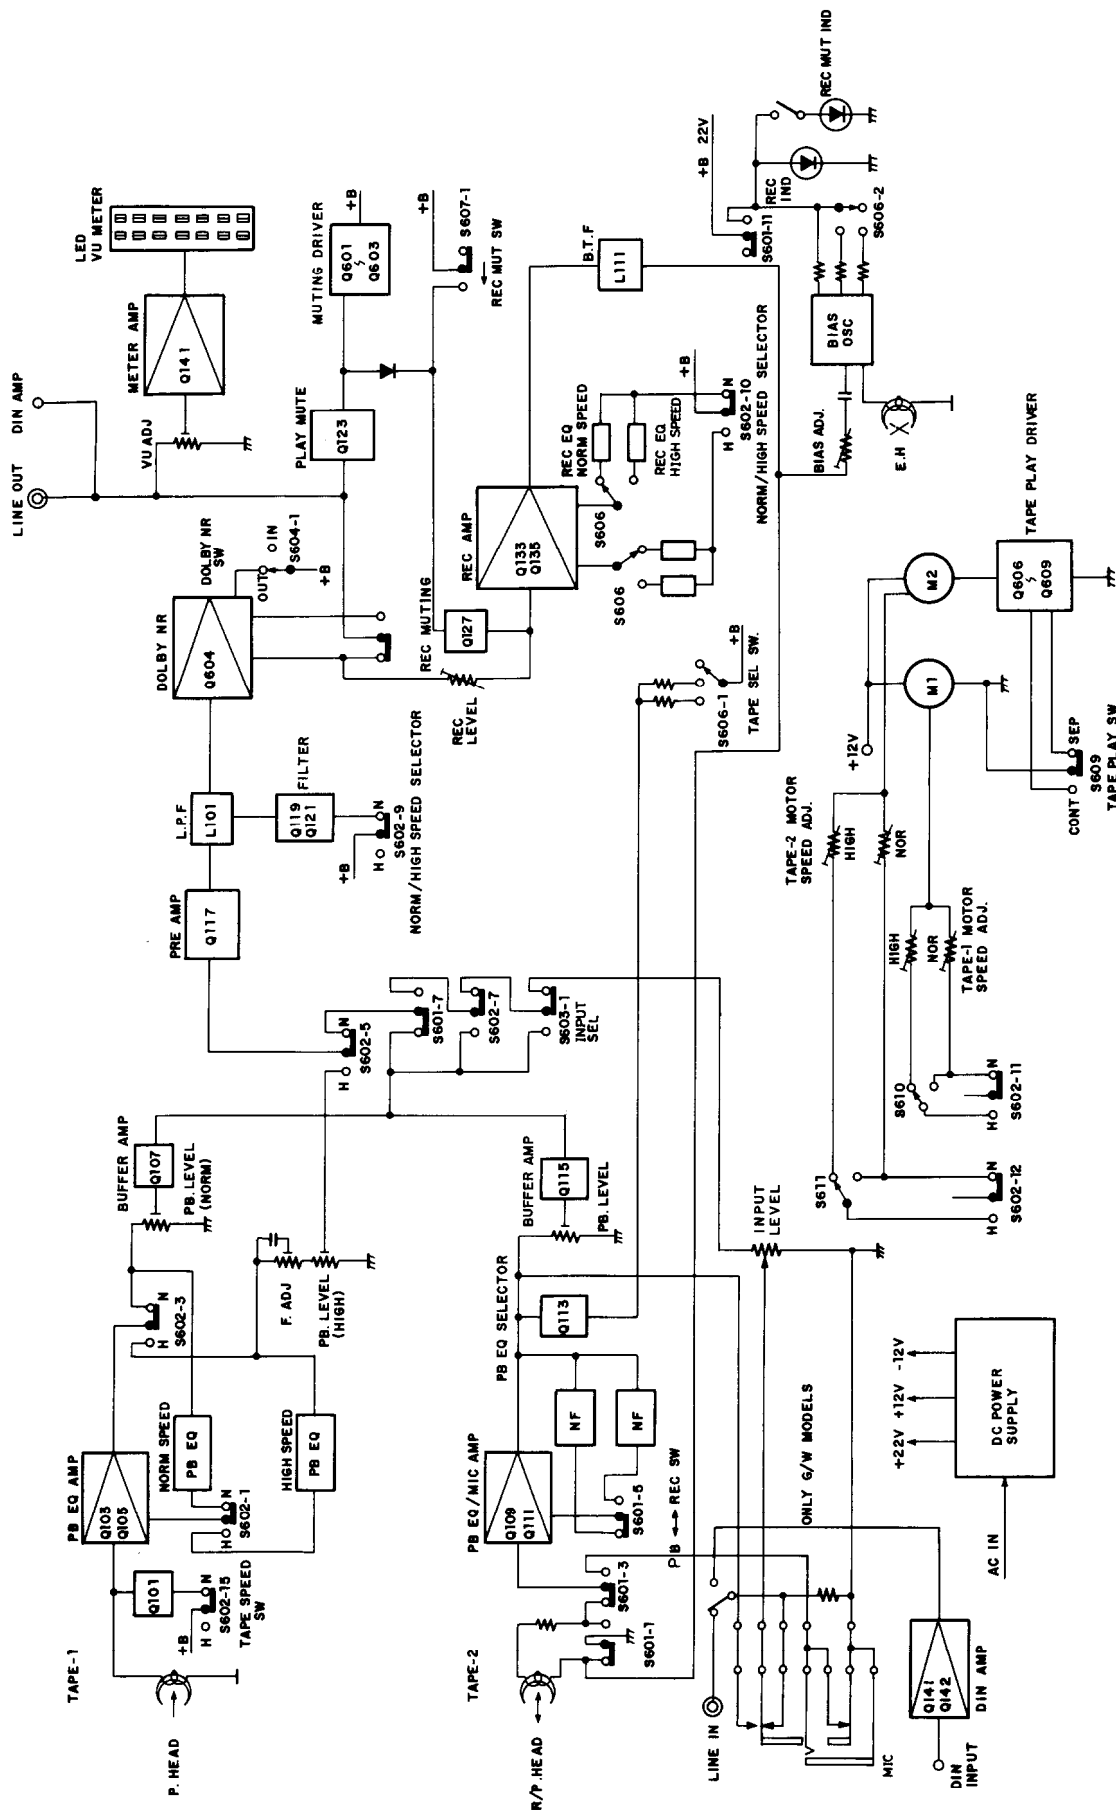 TAPE-1
P. HEAD
Q101
+B
H
N
S602-15
TAPE SPEED
SW
PB EQ AMP
Q103
Q105
NORM SPEED
PB EQ
H
N
S602-1
HIGH SPEED
PB EQ
H
N
S602-3
BUFFER AMP
Q107
PB. LEVEL
(NORM)
F. ADJ
PB. LEVEL
(HIGH)
H
N
S602-5
PRE AMP
Q117
L.P.F
L101
Q119
Q121
FILTER
+B
H
N
S602-9
NORM/HIGH SPEED SELECTOR
DOLBY NR
Q604
DOLBY NR
SW
OUT
IN
S604-1
+B
LINE OUT
DIN AMP
VU ADJ
METER AMP
Q141
LED
VU METER
PLAY MUTE
Q123
MUTING DRIVER
Q601
Q603
+B
+B
S607-1
REC MUT SW
REC MUTING
Q127
REC
LEVEL
REC AMP
Q133
Q135
S606
S606
REC EQ
NORM SPEED
REC EQ
HIGH SPEED
+B
H
N
S602-10
NORM/HIGH SPEED SELECTOR
B.T.F
L111
+B 22V
S601-11
REC
IND
REC MUT IND
S606-2
BIAS
OSC
BIAS ADJ.
E.H
S601-7
S602-7
S603-1
INPUT
SEL
TAPE-2
R/P. HEAD
S601-1
S601-3
PB EQ/MIC AMP
Q109
Q111
S601-5
PB ↔ REC SW
NF
NF
PB EQ SELECTOR
Q113
BUFFER AMP
Q115
PB. LEVEL
S606-1
+B
TAPE SEL SW.
LINE IN
MIC
ONLY G/W MODELS
INPUT
LEVEL
DIN
INPUT
Q141
Q142
DIN AMP
AC IN
DC POWER
SUPPLY
+22V
+12V
-12V
S611
H
N
S602-12
S610
H
N
S602-11
TAPE-2 MOTOR
SPEED ADJ.
HIGH
NOR
HIGH
NOR
TAPE-1 MOTOR
SPEED ADJ.
+12V
M1
M2
TAPE PLAY DRIVER
Q606
Q609
CONT
SEP
S609
TAPE PLAY SW